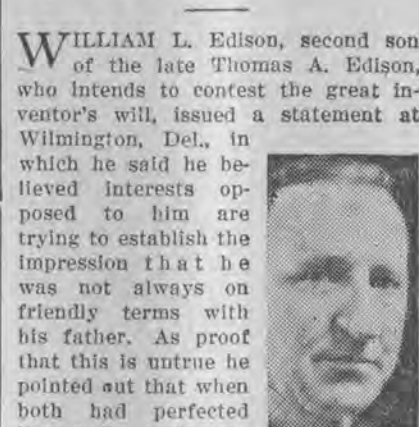 WILLIAM L. Edison, second son
of the late Thomas A. Edison,
who intends to contest the great in-
ventor's will, issued a statement at
Wilmington, Del., in
which he said he be-
lieved interests op-
posed to him are
trying to establish the
impression that he
was not always on
friendly terms with
his father. As proof
that this is untrue he
pointed out that when
both had perfected